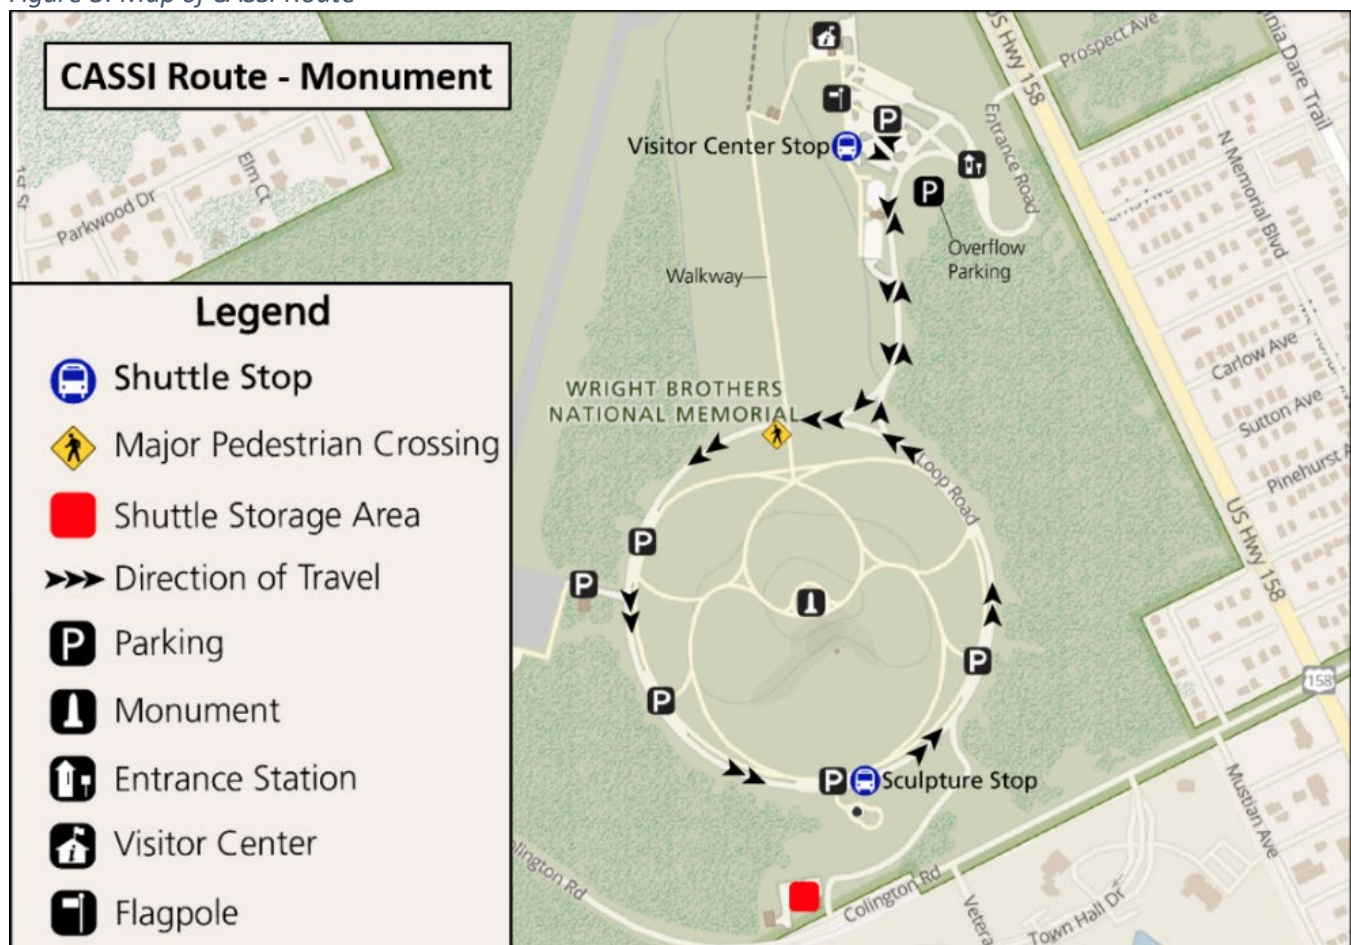 CASSI Route - Monument
Prospect Ave
US Hwy 158
Entrance Road
N Memorial Blvd
Dare Trail
Visitor Center Stop
Elm Ct
Parkwood Dr
Overflow
Parking
Walkway
Legend
Shuttle Stop
Major Pedestrian Crossing
Shuttle Storage Area
Direction of Travel
Parking
Monument
Entrance Station
Visitor Center
Flagpole
WRIGHT BROTHERS
NATIONAL MEMORIAL
Loop Road
Carlow Ave
Sutton Ave
Pinehurst
US Hwy 158
158
Sculpture Stop
Mustian Ave
Colington Rd
Town Hall Dr
Rd
P
P
P
P
P
P
P
P